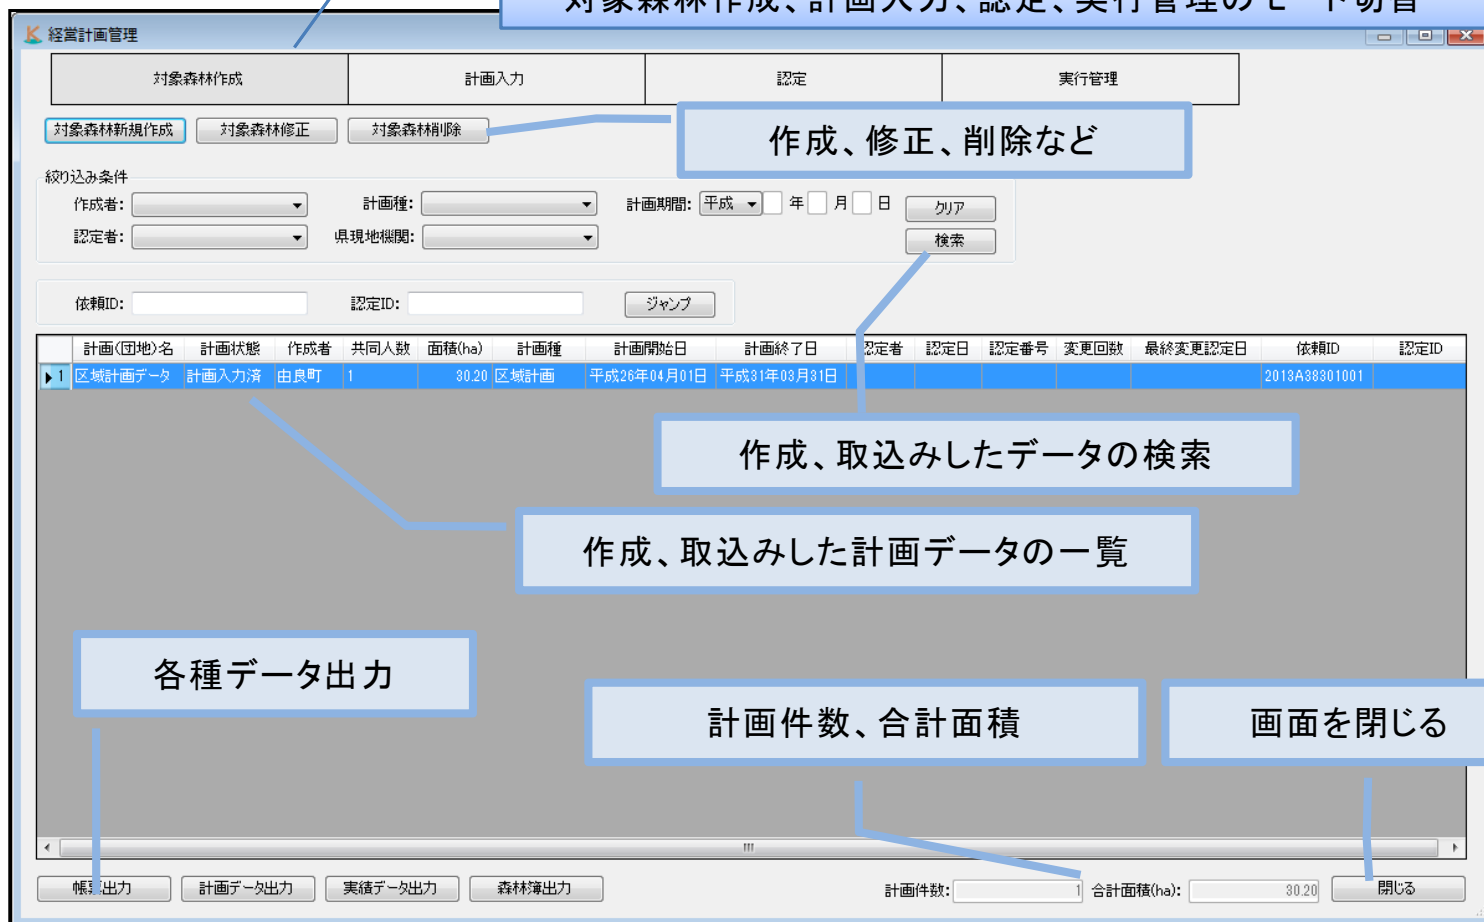 対象森林作成、計画入力、認定、実行管理のモード切替
経営計画管理
対象森林作成 計画入力 認定 実行管理
対象森林新規作成 対象森林修正 対象森林削除
作成、修正、削除など
絞り込み条件
作成者: 計画種: 計画期間: 平成 年 月 日 クリア
認定者: 県現地機関: 検索
依頼ID: 認定ID: ジャンプ
計画(団地)名 計画状態 作成者 共同人数 面積(ha) 計画種 計画開始日 計画終了日 認定者 認定日 認定番号 変更回数 最終変更認定日 依頼ID 認定ID
1 区域計画データ 計画入力済 由良町 1 30.20 区域計画 平成26年04月01日 平成31年03月31日 2013A38301001
作成、取込みしたデータの検索
作成、取込みした計画データの一覧
各種データ出力
計画件数、合計面積
画面を閉じる
帳票出力 計画データ出力 実績データ出力 森林簿出力 計画件数: 1 合計面積(ha): 30.20 閉じる